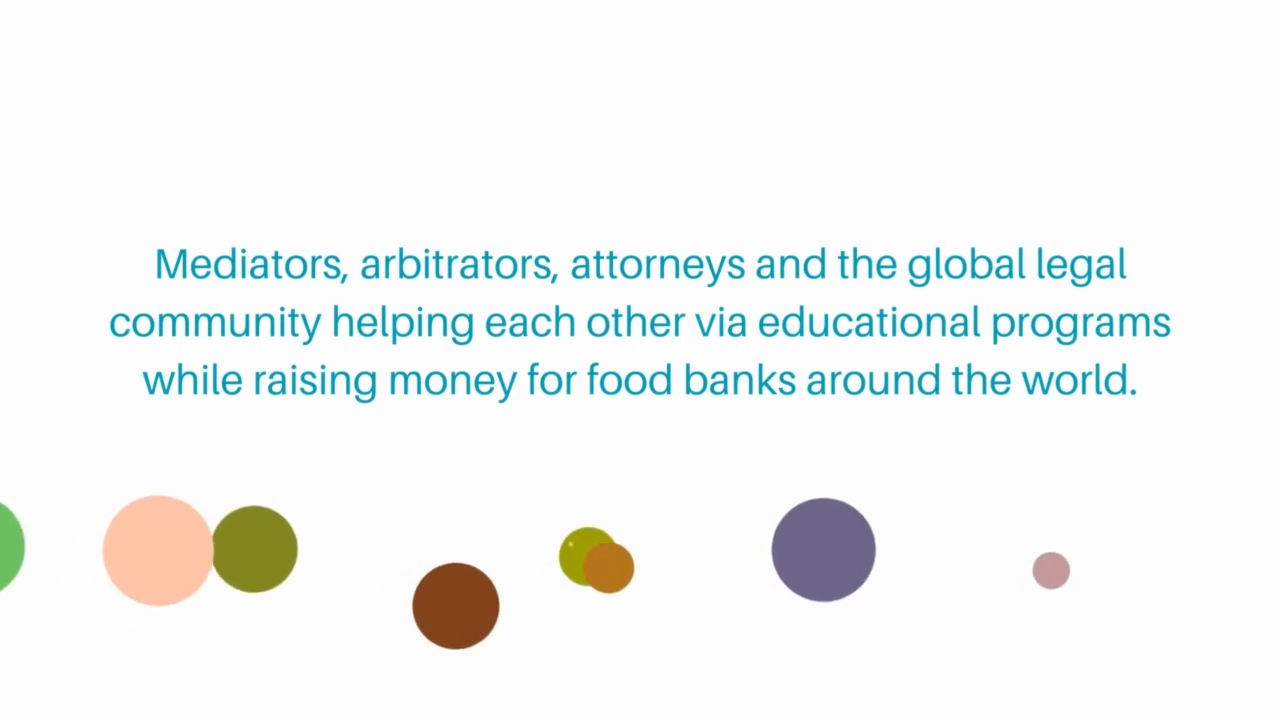 Mediators, arbitrators, attorneys and the global legal
community helping each other via educational programs
while raising money for food banks around the world.